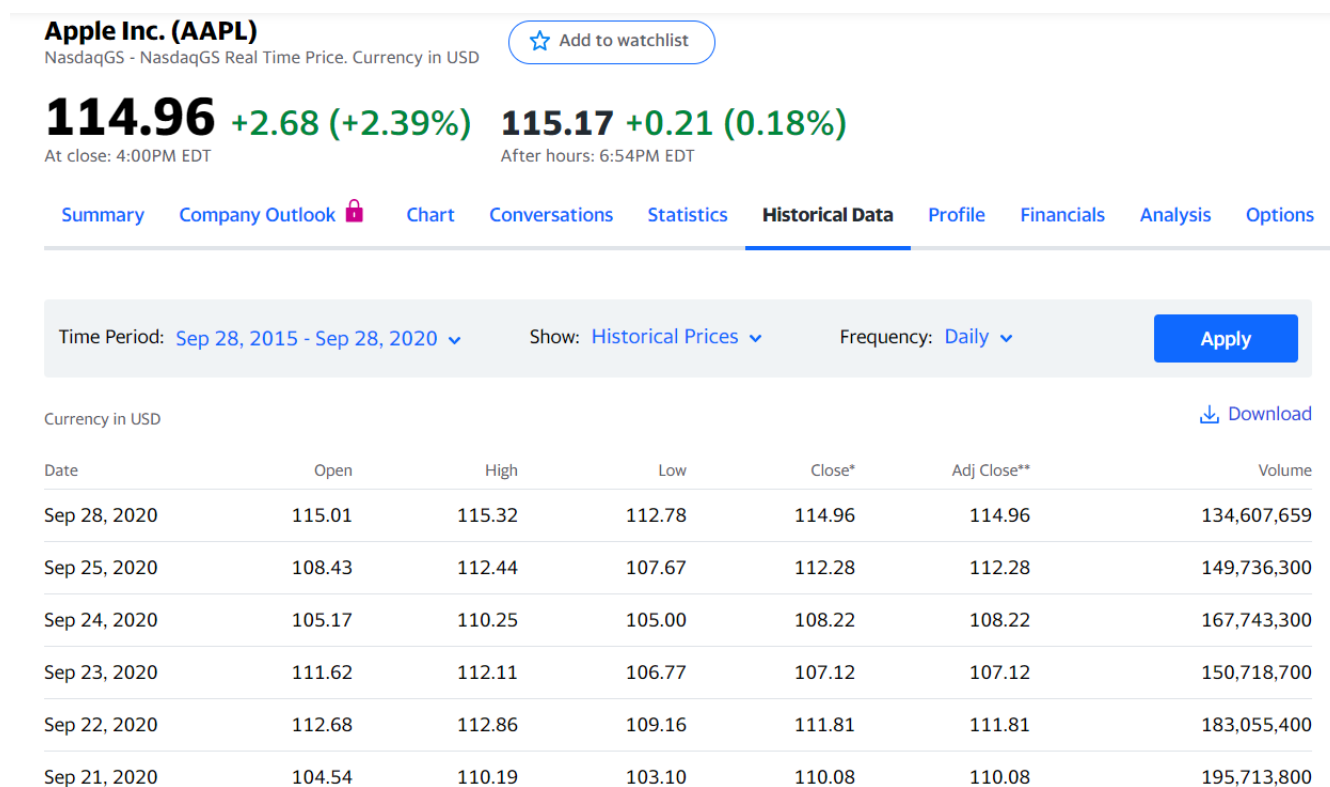 Apple Inc. (AAPL)
Add to watchlist
NasdaqGS - NasdaqGS Real Time Price. Currency in USD
114.96 +2.68 (+2.39%) 115.17 +0.21 (0.18%)
At close: 4:00PM EDT After hours: 6:54PM EDT
Summary Company Outlook Chart Conversations Statistics Historical Data Profile Financials Analysis Options
Time Period: Sep 28, 2015 - Sep 28, 2020 Show: Historical Prices Frequency: Daily Apply
Currency in USD Download
Date Open High Low Close* Adj Close** Volume
Sep 28, 2020 115.01 115.32 112.78 114.96 114.96 134,607,659
Sep 25, 2020 108.43 112.44 107.67 112.28 112.28 149,736,300
Sep 24, 2020 105.17 110.25 105.00 108.22 108.22 167,743,300
Sep 23, 2020 111.62 112.11 106.77 107.12 107.12 150,718,700
Sep 22, 2020 112.68 112.86 109.16 111.81 111.81 183,055,400
Sep 21, 2020 104.54 110.19 103.10 110.08 110.08 195,713,800